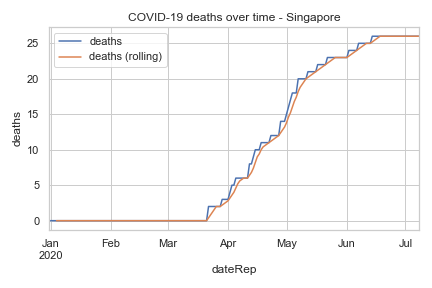 COVID-19 deaths over time - Singapore
deaths
deaths (rolling)
deaths
25
20
15
10
5
0
Jan
2020
Feb
Mar
Apr
May
Jun
Jul
dateRep